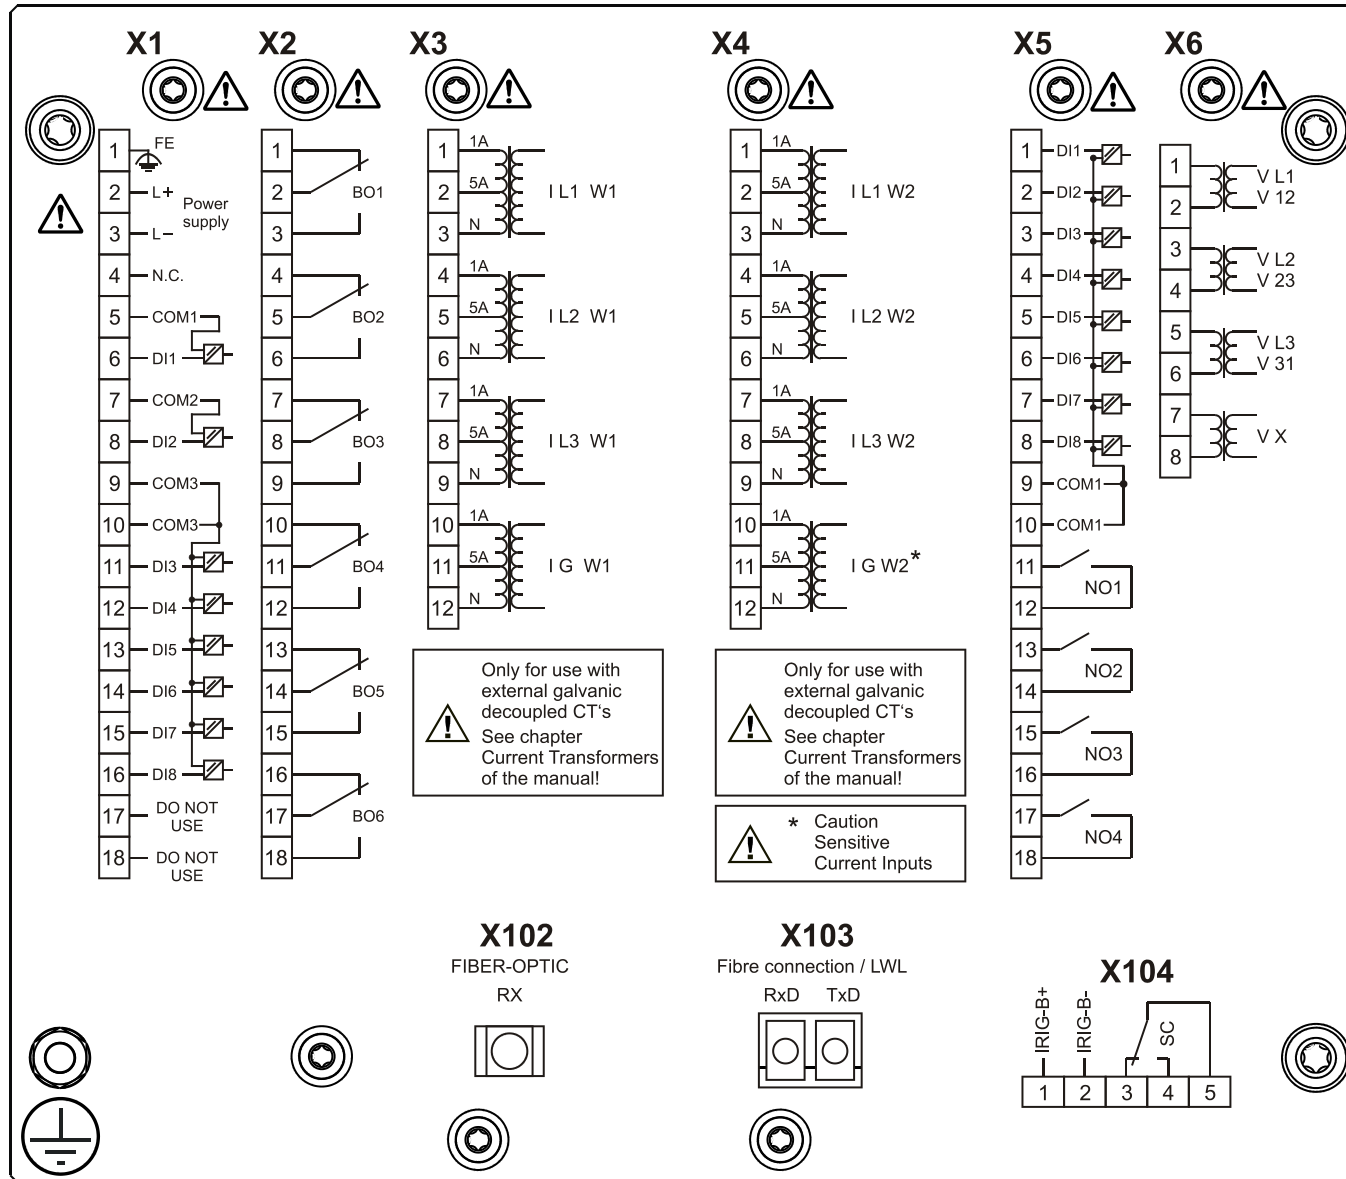 X1
X2
X3
X4
X5
X6
1 FE
2 L+ Power
supply
3 L−
4 N.C.
5 COM1
6 DI1
7 COM2
8 DI2
9 COM3
10 COM3
11 DI3
12 DI4
13 DI5
14 DI6
15 DI7
16 DI8
17 DO NOT
USE
18 DO NOT
USE
1
2 BO1
3
4
5 BO2
6
7
8 BO3
9
10
11 BO4
12
13
14 BO5
15
16
17 BO6
18
1 1A
2 5A I L1 W1
3 N
4 1A
5 5A I L2 W1
6 N
7 1A
8 5A I L3 W1
9 N
10 1A
11 5A I G W1
12 N
Only for use with
external galvanic
decoupled CT's
See chapter
Current Transformers
of the manual!
1 1A
2 5A I L1 W2
3 N
4 1A
5 5A I L2 W2
6 N
7 1A
8 5A I L3 W2
9 N
10 1A
11 5A I G W2*
12 N
Only for use with
external galvanic
decoupled CT's
See chapter
Current Transformers
of the manual!
* Caution
Sensitive
Current Inputs
1 DI1
2 DI2
3 DI3
4 DI4
5 DI5
6 DI6
7 DI7
8 DI8
9 COM1
10 COM1
11
NO1
12
13
NO2
14
15
NO3
16
17
NO4
18
1 V L1
2 V 12
3 V L2
4 V 23
5 V L3
6 V 31
7
V X
8
X102
FIBER-OPTIC
RX
X103
Fibre connection / LWL
RxD TxD
X104
IRIG-B+
IRIG-B-
SC
1 2 3 4 5